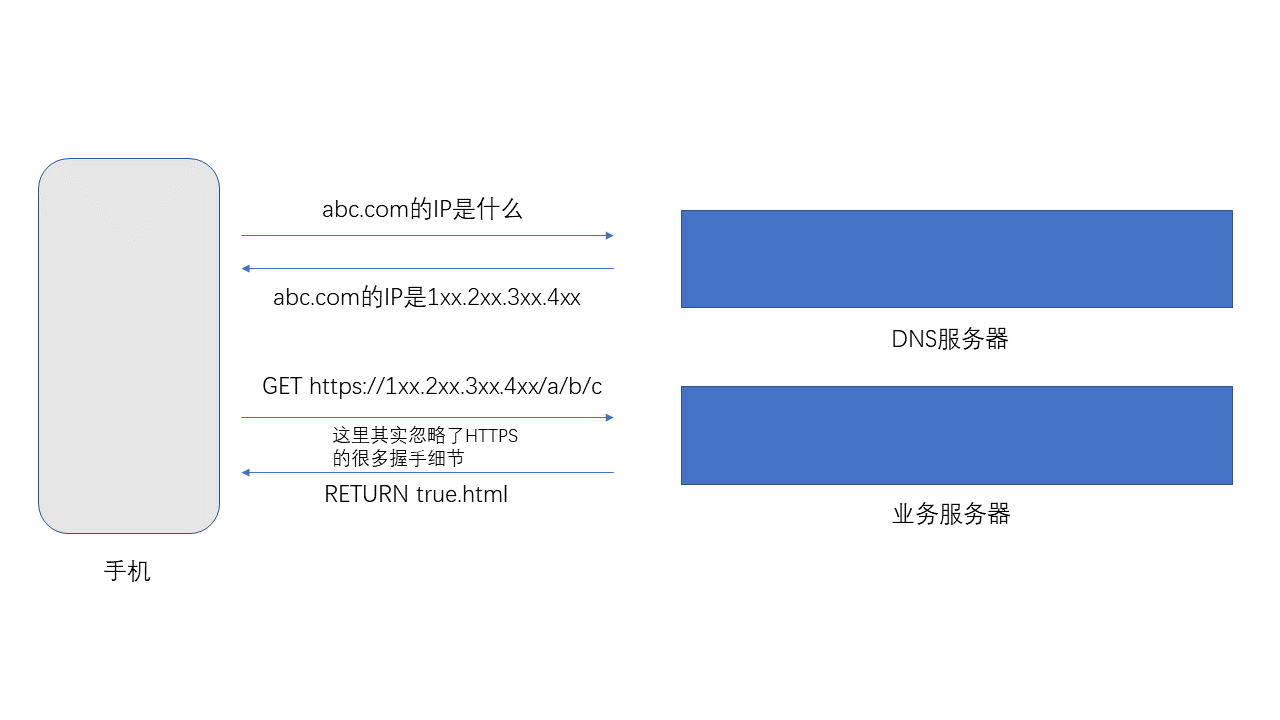 abc.com的IP是什么
abc.com的IP是1xx.2xx.3xx.4xx
DNS服务器
GET https://1xx.2xx.3xx.4xx/a/b/c
这里其实忽略了HTTPS
的很多握手细节
RETURN true.html
业务服务器
手机